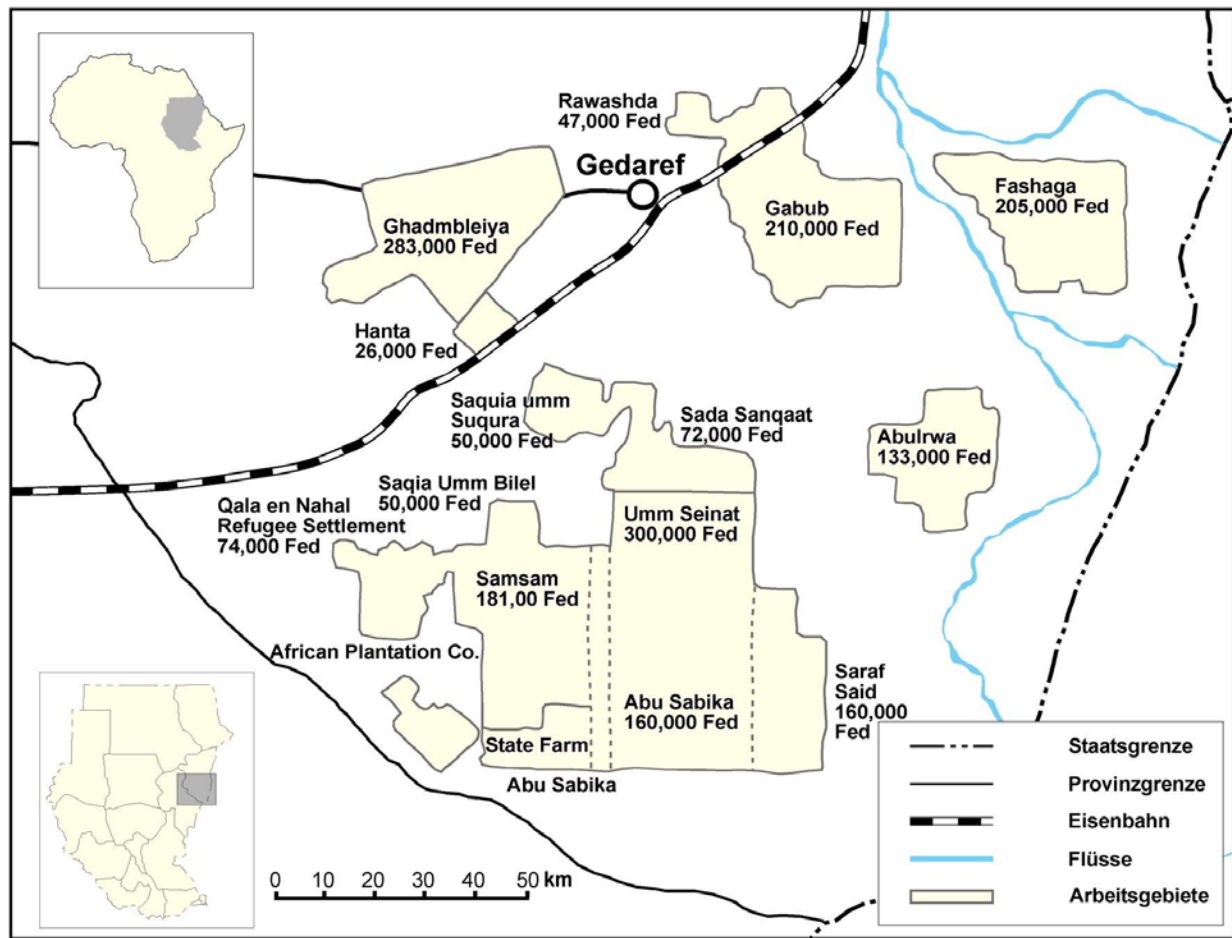 Rawashda
47,000 Fed
Gedaref
Ghadmbleiya
283,000 Fed
Gabub
210,000 Fed
Fashaga
205,000 Fed
Hanta
26,000 Fed
Saquia umm
Suqura
50,000 Fed
Sada Sanqaat
72,000 Fed
Abulrwa
133,000 Fed
Saqia Umm Bilel
50,000 Fed
Qala en Nahal
Refugee Settlement
74,000 Fed
Umm Seinat
300,000 Fed
Samsam
181,00 Fed
African Plantation Co.
Abu Sabika
160,000 Fed
Saraf
Said
160,000
Fed
State Farm
Abu Sabika
0 10 20 30 40 50 km
Staatsgrenze
Provinzgrenze
Eisenbahn
Flüsse
Arbeitsgebiete